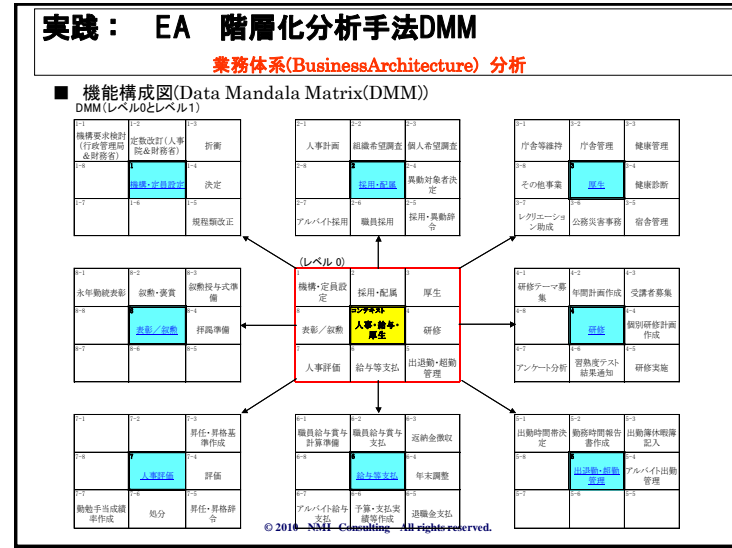 実践： EA 階層化分析手法DMM
業務体系(BusinessArchitecture) 分析
■ 機能構成図(Data Mandala Matrix(DMM))
DMM(レベル0とレベル1)
1-1
機構要求検討
(行政管理局
&財務省)
1-2
定数改訂(人事
院&財務省)
1-3
折衝
1-8
1
機構・定員設定
1-4
決定
1-7
1-6
1-5
規程類改正
2-1
人事計画
2-2
組織希望調査
2-3
個人希望調査
2-8
2
採用・配属
2-4
異動対象者決
定
2-7
アルバイト採用
2-6
職員採用
2-5
採用・異動辞
令
3-1
庁舎等維持
3-2
庁舎管理
3-3
健康管理
3-8
その他事業
3
厚生
3-4
健康診断
3-7
レクリエーショ
ン助成
3-6
公務災害事務
3-5
宿舎管理
8-1
永年勤続表彰
8-2
叙勲・褒賞
8-3
叙勲授与式準
備
8-8
8
表彰／叙勲
8-4
拝謁準備
8-7
8-6
8-5
(レベル 0)
1
機構・定員設
定
2
採用・配属
3
厚生
8
表彰／叙勲
コンテキスト
人事・給与・
厚生
4
研修
7
人事評価
6
給与等支払
5
出退勤・超勤
管理
4-1
研修テーマ募
集
4-2
年間計画作成
4-3
受講者募集
4-8
4
研修
4-4
個別研修計画
作成
4-7
アンケート分析
4-6
習熟度テスト
結果通知
4-5
研修実施
7-1
7-2
7-3
昇任・昇格基
準作成
7-8
7
人事評価
7-4
評価
7-7
勤勉手当成績
率作成
7-6
処分
7-5
昇任・昇格辞
令
6-1
職員給与賞与
計算準備
6-2
職員給与賞与
支払
6-3
返納金徴収
6-8
6
給与等支払
6-4
年末調整
6-7
アルバイト給与
支払
6-6
予算・支払実
績等作成
6-5
退職金支払
5-1
出勤時間帯決
定
5-2
勤務時間報告
書作成
5-3
出勤簿休暇簿
記入
5-8
5
出退勤・超勤
管理
5-4
アルバイト出勤
管理
5-7
5-6
5-5
© 2010 NMI Consulting All rights reserved.